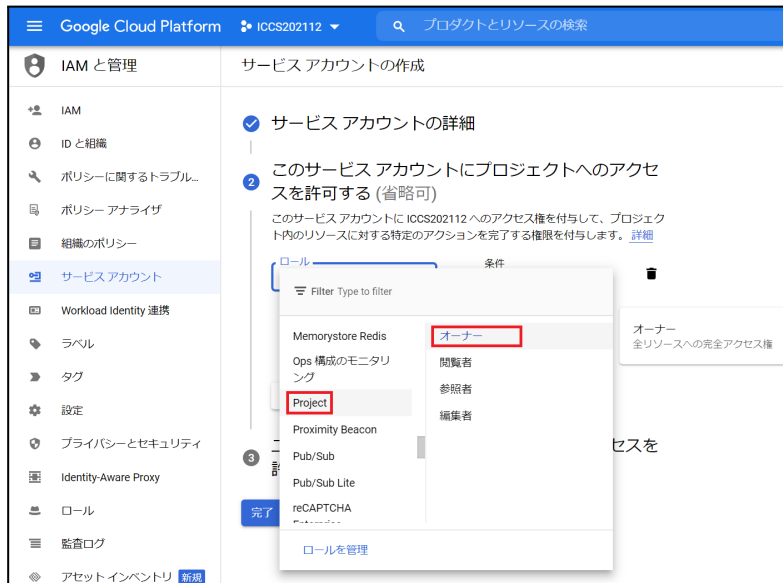 Google Cloud Platform
ICCS202112
プロダクトとリソースの検索
IAM と管理
サービス アカウントの作成
IAM
ID と組織
ポリシーに関するトラブル...
ポリシー アナライザ
組織のポリシー
サービス アカウント
Workload Identity 連携
ラベル
タグ
設定
プライバシーとセキュリティ
Identity-Aware Proxy
ロール
監査ログ
アセット インベントリ 新規
サービス アカウントの詳細
2
このサービス アカウントにプロジェクトへのアクセ
スを許可する (省略可)
このサービス アカウントに ICCS202112 へのアクセス権を付与して、プロジェク
ト内のリソースに対する特定のアクションを完了する権限を付与します。 詳細
ロール
条件
Filter Type to filter
Memorystore Redis
Ops 構成のモニタリ
ング
Project
Proximity Beacon
Pub/Sub
Pub/Sub Lite
reCAPTCHA
オーナー
閲覧者
参照者
編集者
ロールを管理
オーナー
全リソースへの完全アクセス権
3
セスを
完了